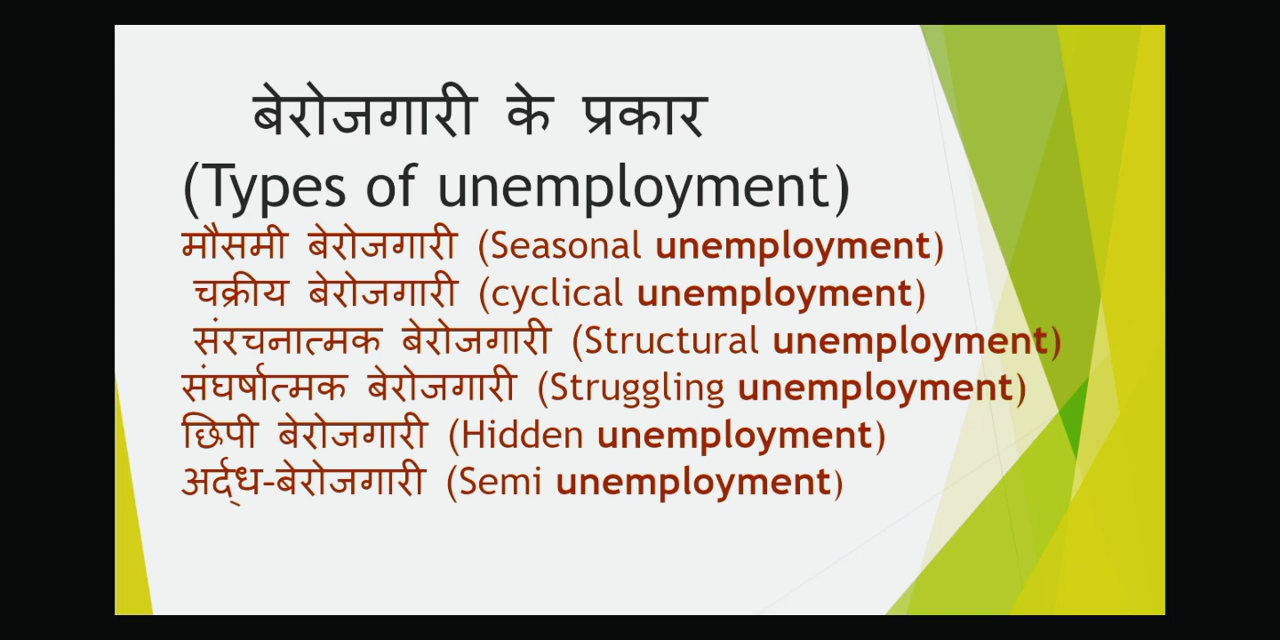 बेरोजगारी के प्रकार
(Types of unemployment)
मौसमी बेरोजगारी (Seasonal unemployment)
चक्रीय बेरोजगारी (cyclical unemployment)
संरचनात्मक बेरोजगारी (Structural unemployment)
संघर्षात्मक बेरोजगारी (Struggling unemployment)
छिपी बेरोजगारी (Hidden unemployment)
अर्द्ध-बेरोजगारी (Semi unemployment)